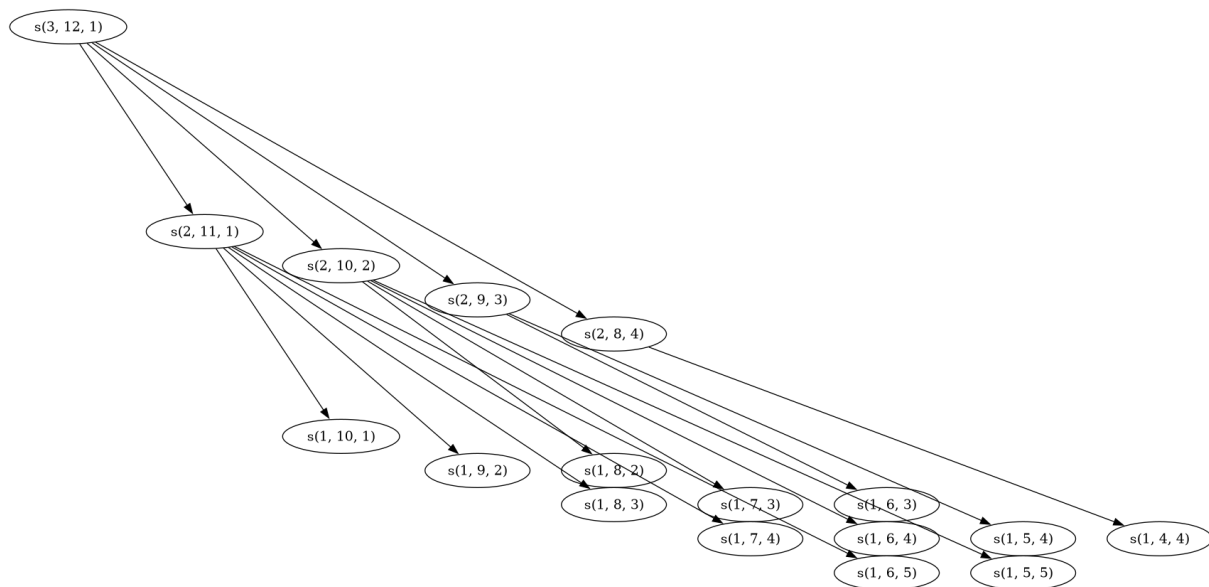 s(3, 12, 1)
s(2, 11, 1)
s(2, 10, 2)
s(2, 9, 3)
s(2, 8, 4)
s(1, 10, 1)
s(1, 9, 2)
s(1, 8, 2)
s(1, 8, 3)
s(1, 7, 3)
s(1, 6, 3)
s(1, 7, 4)
s(1, 6, 4)
s(1, 5, 4)
s(1, 4, 4)
s(1, 6, 5)
s(1, 5, 5)